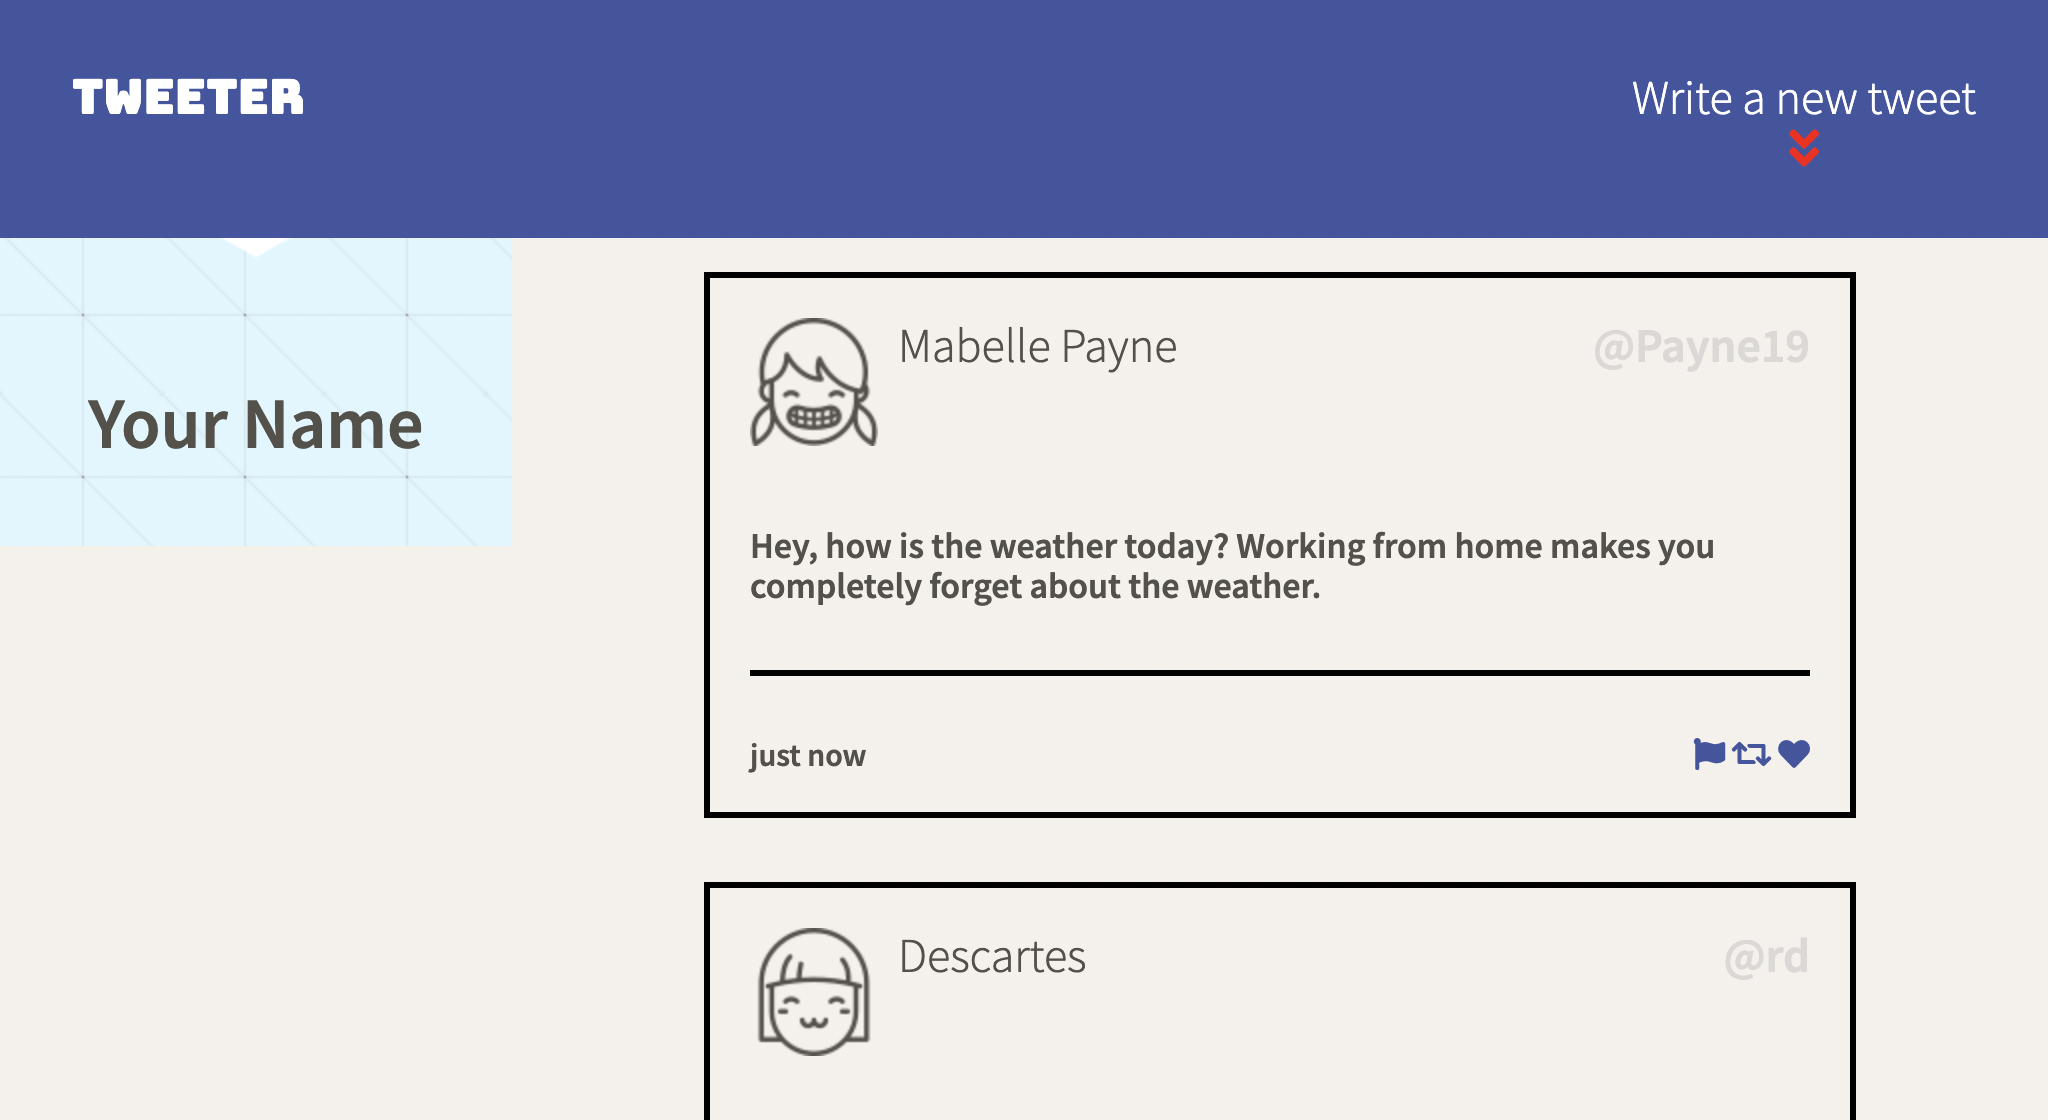 TWEETER
Write a new tweet
Your Name
Mabelle Payne
@Payne19
Hey, how is the weather today? Working from home makes you
completely forget about the weather.
just now
Descartes
@rd